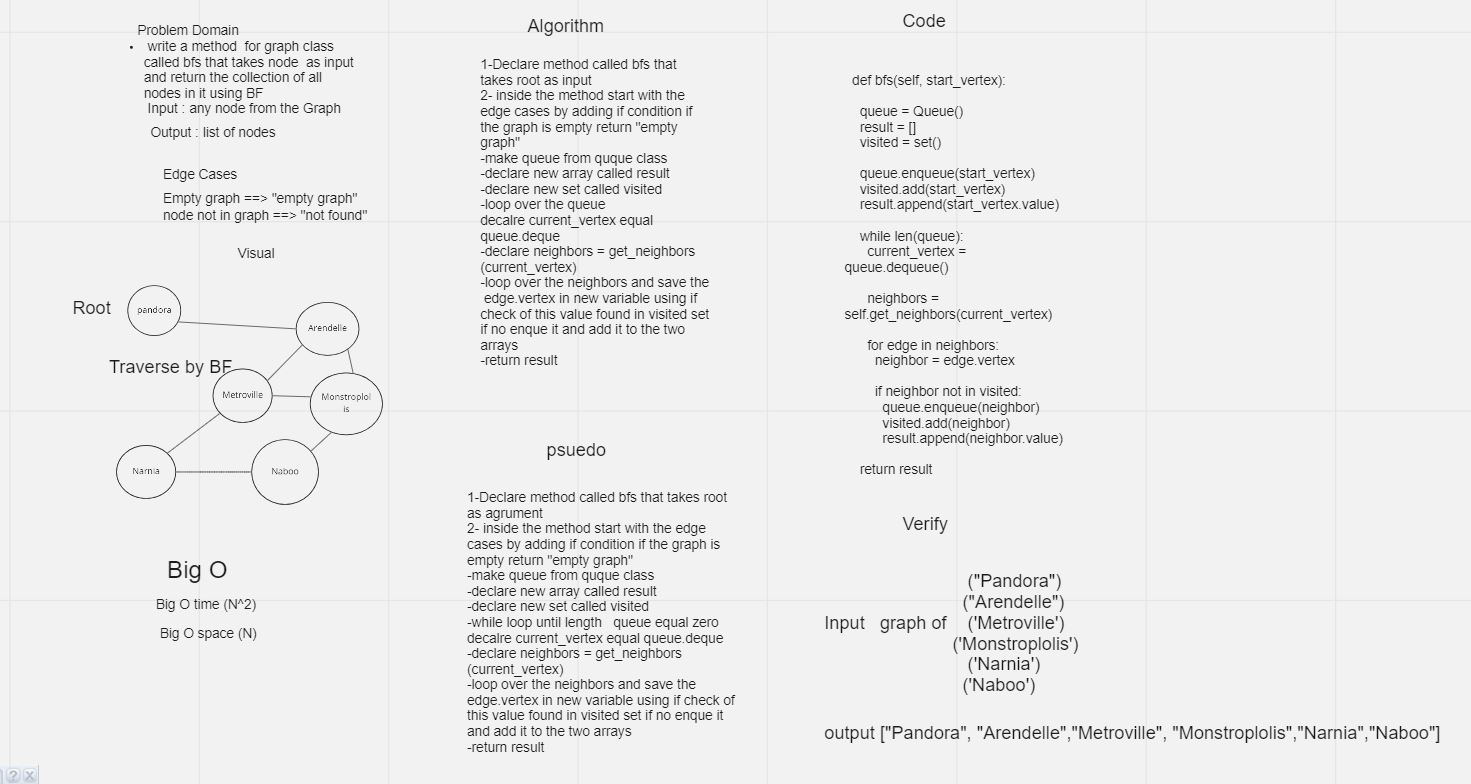 Problem Domain
• write a method for graph class
called bfs that takes node as input
and return the collection of all
nodes in it using BF
Input : any node from the Graph
Output : list of nodes
Edge Cases
Empty graph ==> "empty graph"
node not in graph ==> "not found"
Visual
Root
pandora
Arendelle
Traverse by BF
Metroville
Monstroplol
is
Narnia
Naboo
Big O
Big O time (N^2)
Big O space (N)
Algorithm
1-Declare method called bfs that
takes root as input
2- inside the method start with the
edge cases by adding if condition if
the graph is empty return "empty
graph"
-make queue from quque class
-declare new array called result
-declare new set called visited
-loop over the queue
decalre current_vertex equal
queue.deque
-declare neighbors = get_neighbors
(current_vertex)
-loop over the neighbors and save the
edge.vertex in new variable using if
check of this value found in visited set
if no enque it and add it to the two
arrays
-return result
psuedo
1-Declare method called bfs that takes root
as agrument
2- inside the method start with the edge
cases by adding if condition if the graph is
empty return "empty graph"
-make queue from quque class
-declare new array called result
-declare new set called visited
-while loop until length queue equal zero
decalre current_vertex equal queue.deque
-declare neighbors = get_neighbors
(current_vertex)
-loop over the neighbors and save the
edge.vertex in new variable using if check of
this value found in visited set if no enque it
and add it to the two arrays
-return result
Code
def bfs(self, start_vertex):
queue = Queue()
result = []
visited = set()
queue.enqueue(start_vertex)
visited.add(start_vertex)
result.append(start_vertex.value)
while len(queue):
current_vertex =
queue.dequeue()
neighbors =
self.get_neighbors(current_vertex)
for edge in neighbors:
neighbor = edge.vertex
if neighbor not in visited:
queue.enqueue(neighbor)
visited.add(neighbor)
result.append(neighbor.value)
return result
Verify
("Pandora")
("Arendelle")
Input graph of ('Metroville')
('Monstroplolis')
('Narnia')
('Naboo')
output ["Pandora", "Arendelle","Metroville", "Monstroplolis","Narnia","Naboo"]